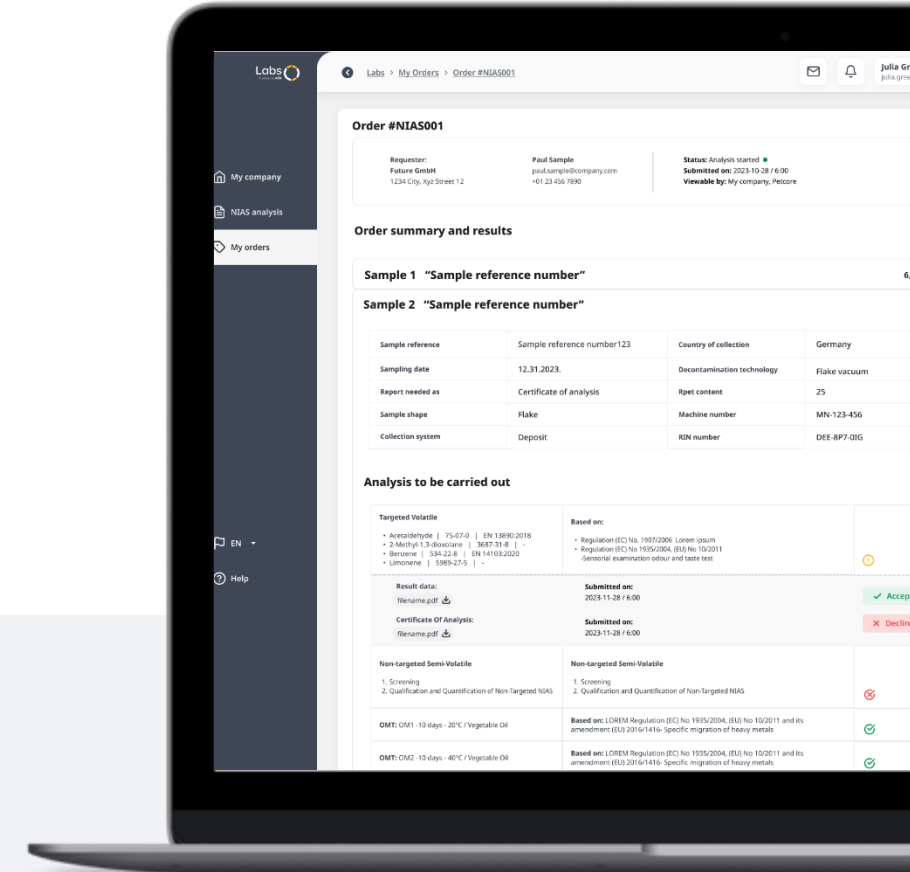 Labs
Labs > My Orders > Order #NIAS001
Julia Gr
julia.gree
My company
NIAS analysis
My orders
EN
Help
Order #NIAS001
Requester:
Future GmbH
1234 City, Xyz Street 12
Paul Sample
paul.sample@company.com
+01 23 456 7890
Status: Analysis started
Submitted on: 2023-10-28 / 6:00
Viewable by: My company, Petcore
Order summary and results
Sample 1 “Sample reference number”
6,
Sample 2 “Sample reference number”
Sample reference Sample reference number123 Country of collection Germany
Sampling date 12.31.2023. Decontamination technology Flake vacuum
Report needed as Certificate of analysis Rpet content 25
Sample shape Flake Machine number MN-123-456
Collection system Deposit RIN number DEE-8P7-0IG
Analysis to be carried out
Targeted Volatile
• Acetaldehyde | 75-07-0 | EN 13890:2018
• 2-Methyl-1,3-dioxolane | 3687-31-8 | -
• Benzene | 534-22-8 | EN 14103:2020
• Limonene | 5989-27-5 | -
Based on:
• Regulation (EC) No. 1907/2006 Lorem ipsum
• Regulation (EC) No 1935/2004, (EU) No 10/2011
-Sensorial examination odour and taste test
Result data:
filename.pdf
Submitted on:
2023-11-28 / 6:00
Accep
Certificate Of Analysis:
filename.pdf
Submitted on:
2023-11-28 / 6:00
Declin
Non-targeted Semi-Volatile
1. Screening
2. Qualification and Quantification of Non-Targeted NIAS
Non-targeted Semi-Volatile
1. Screening
2. Qualification and Quantification of Non-Targeted NIAS
OMT: OM1 -10 days - 20°C / Vegetable Oil
Based on: LOREM Regulation (EC) No 1935/2004, (EU) No 10/2011 and its
amendment (EU) 2016/1416- Specific migration of heavy metals
OMT: OM2 -10 days - 40°C / Vegetable Oil
Based on: LOREM Regulation (EC) No 1935/2004, (EU) No 10/2011 and its
amendment (EU) 2016/1416- Specific migration of heavy metals